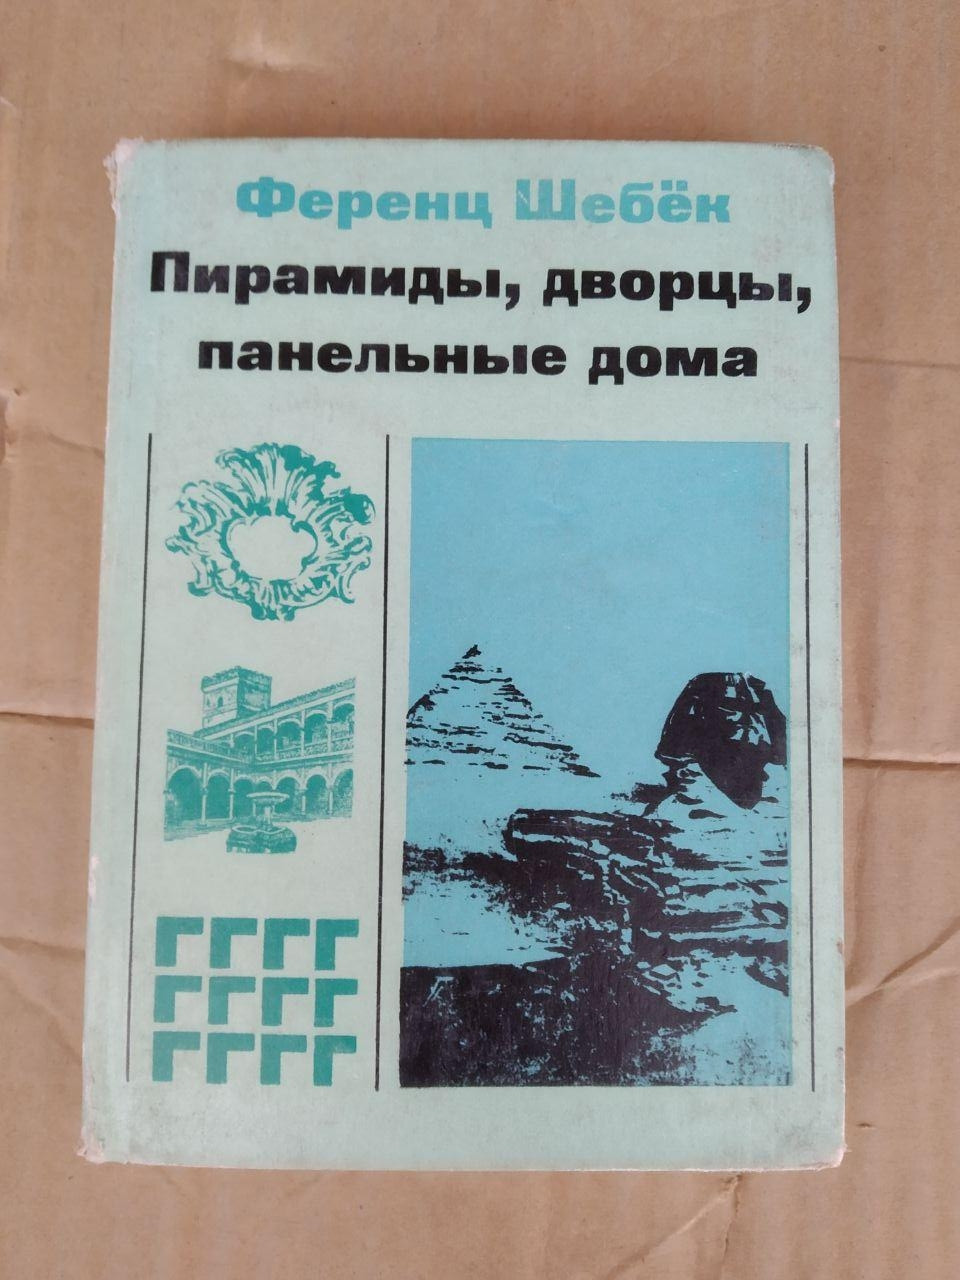 Ференц Шебёк
Пирамиды, дворцы,
панельные дома